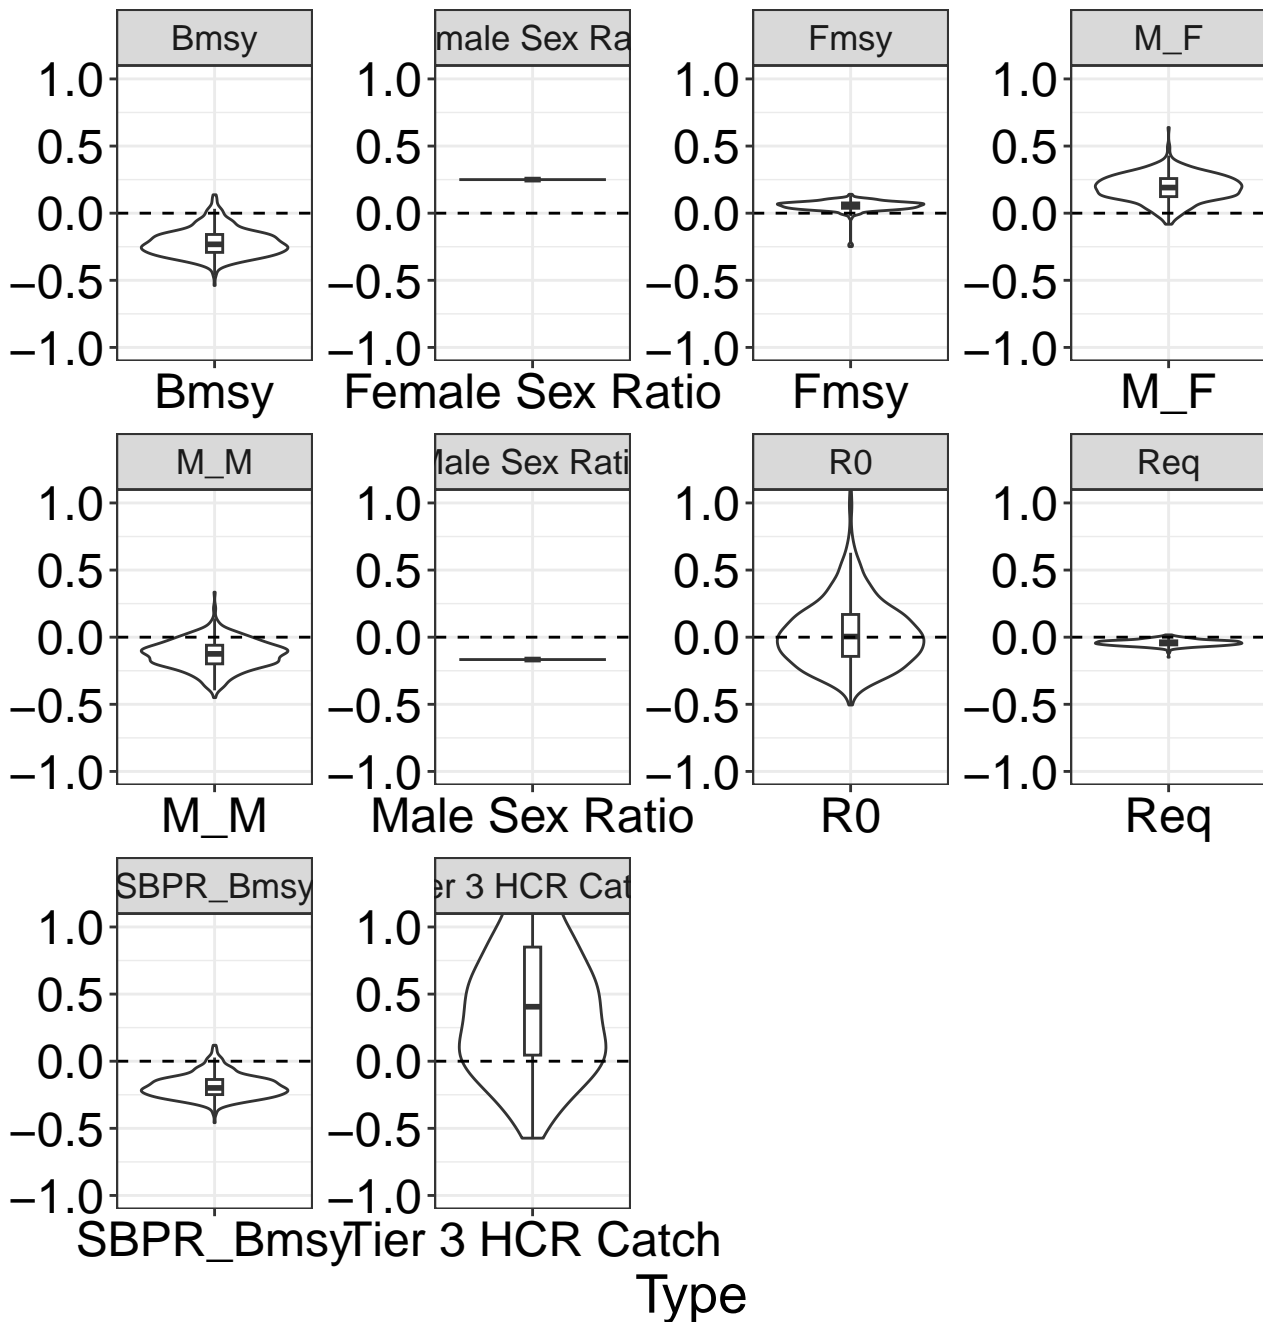 Bmsy
male Sex Ra
Fmsy
M_F
1.0
0.5
0.0
−0.5
−1.0
1.0
0.5
0.0
−0.5
−1.0
1.0
0.5
0.0
−0.5
−1.0
1.0
0.5
0.0
−0.5
−1.0
Bmsy
Female Sex Ratio
Fmsy
M_F
M_M
Male Sex Rati
R0
Req
1.0
0.5
0.0
−0.5
−1.0
1.0
0.5
0.0
−0.5
−1.0
1.0
0.5
0.0
−0.5
−1.0
1.0
0.5
0.0
−0.5
−1.0
M_M
Male Sex Ratio
R0
Req
SBPR_Bmsy
er 3 HCR Cat
1.0
0.5
0.0
−0.5
−1.0
1.0
0.5
0.0
−0.5
−1.0
SBPR_Bmsy
Tier 3 HCR Catch
Type